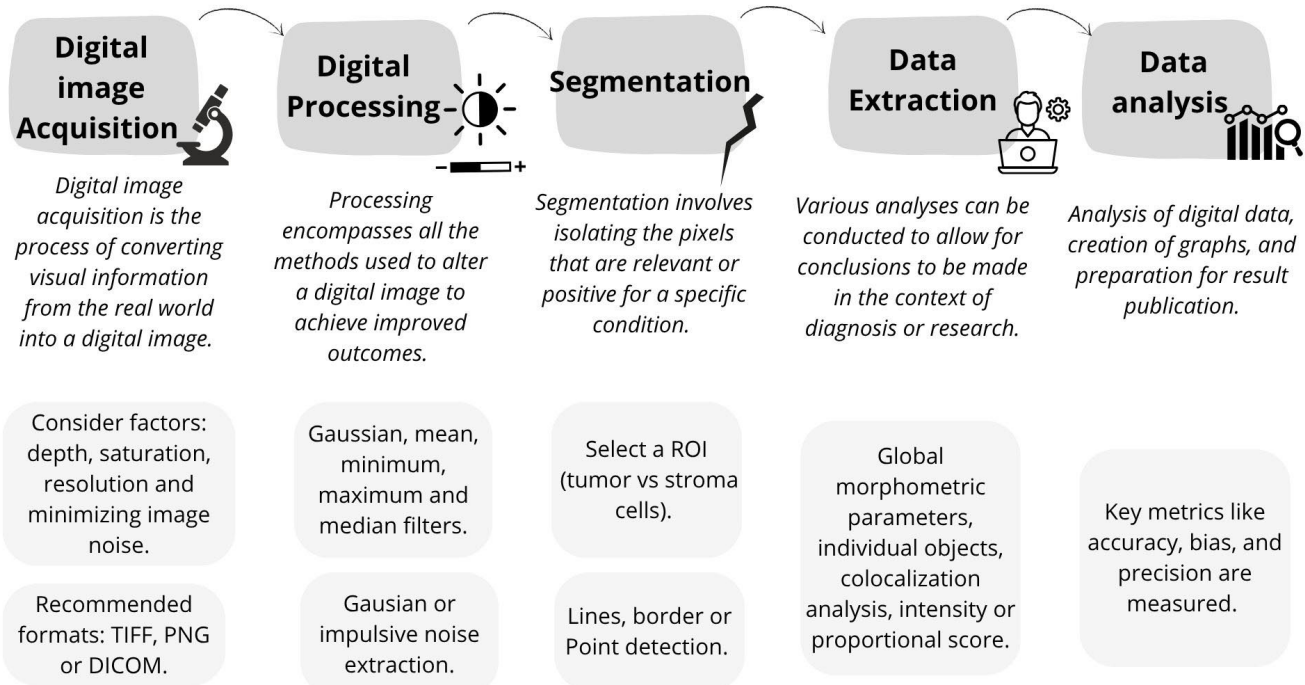 Digital
image
Acquisition
Digital
Processing
- +
Segmentation
Data
Extraction
Data
analysis
Digital image
acquisition is the
process of converting
visual information
from the real world
into a digital image.
Processing
encompasses all the
methods used to alter
a digital image to
achieve improved
outcomes.
Segmentation involves
isolating the pixels
that are relevant or
positive for a specific
condition.
Various analyses can be
conducted to allow for
conclusions to be made
in the context of
diagnosis or research.
Analysis of digital data,
creation of graphs, and
preparation for result
publication.
Consider factors:
depth, saturation,
resolution and
minimizing image
noise.
Recommended
formats: TIFF, PNG
or DICOM.
Gaussian, mean,
minimum,
maximum and
median filters.
Gausian or
impulsive noise
extraction.
Select a ROI
(tumor vs stroma
cells).
Lines, border or
Point detection.
Global
morphometric
parameters,
individual objects,
colocalization
analysis, intensity or
proportional score.
Key metrics like
accuracy, bias, and
precision are
measured.